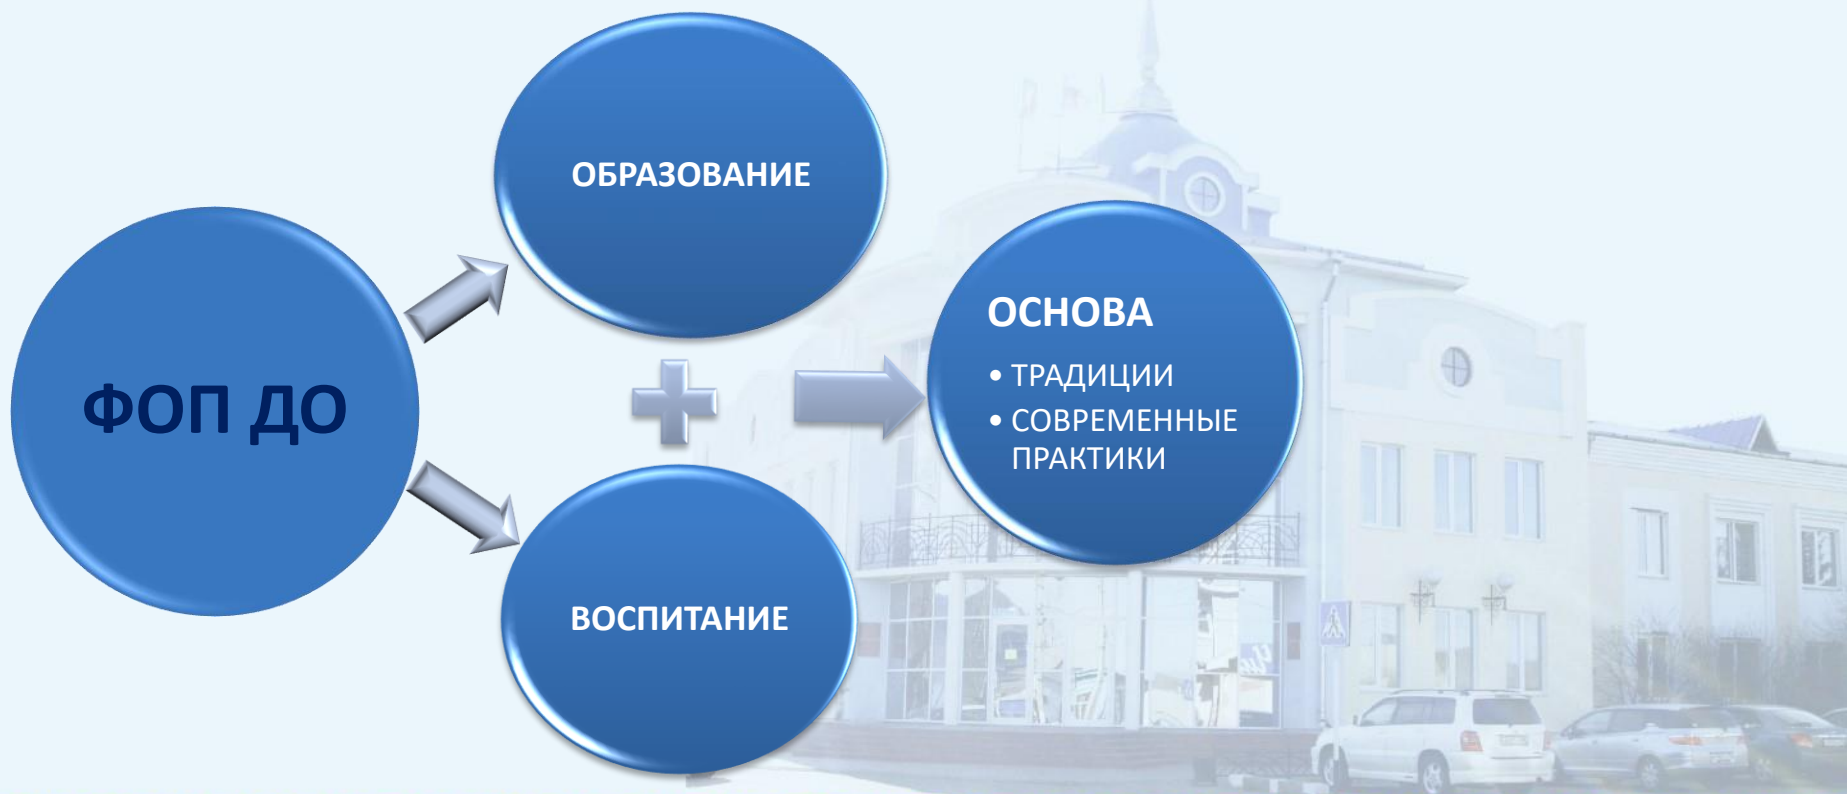 ФОП ДО
ОБРАЗОВАНИЕ
ВОСПИТАНИЕ
ОСНОВА
• ТРАДИЦИИ
• СОВРЕМЕННЫЕ
ПРАКТИКИ